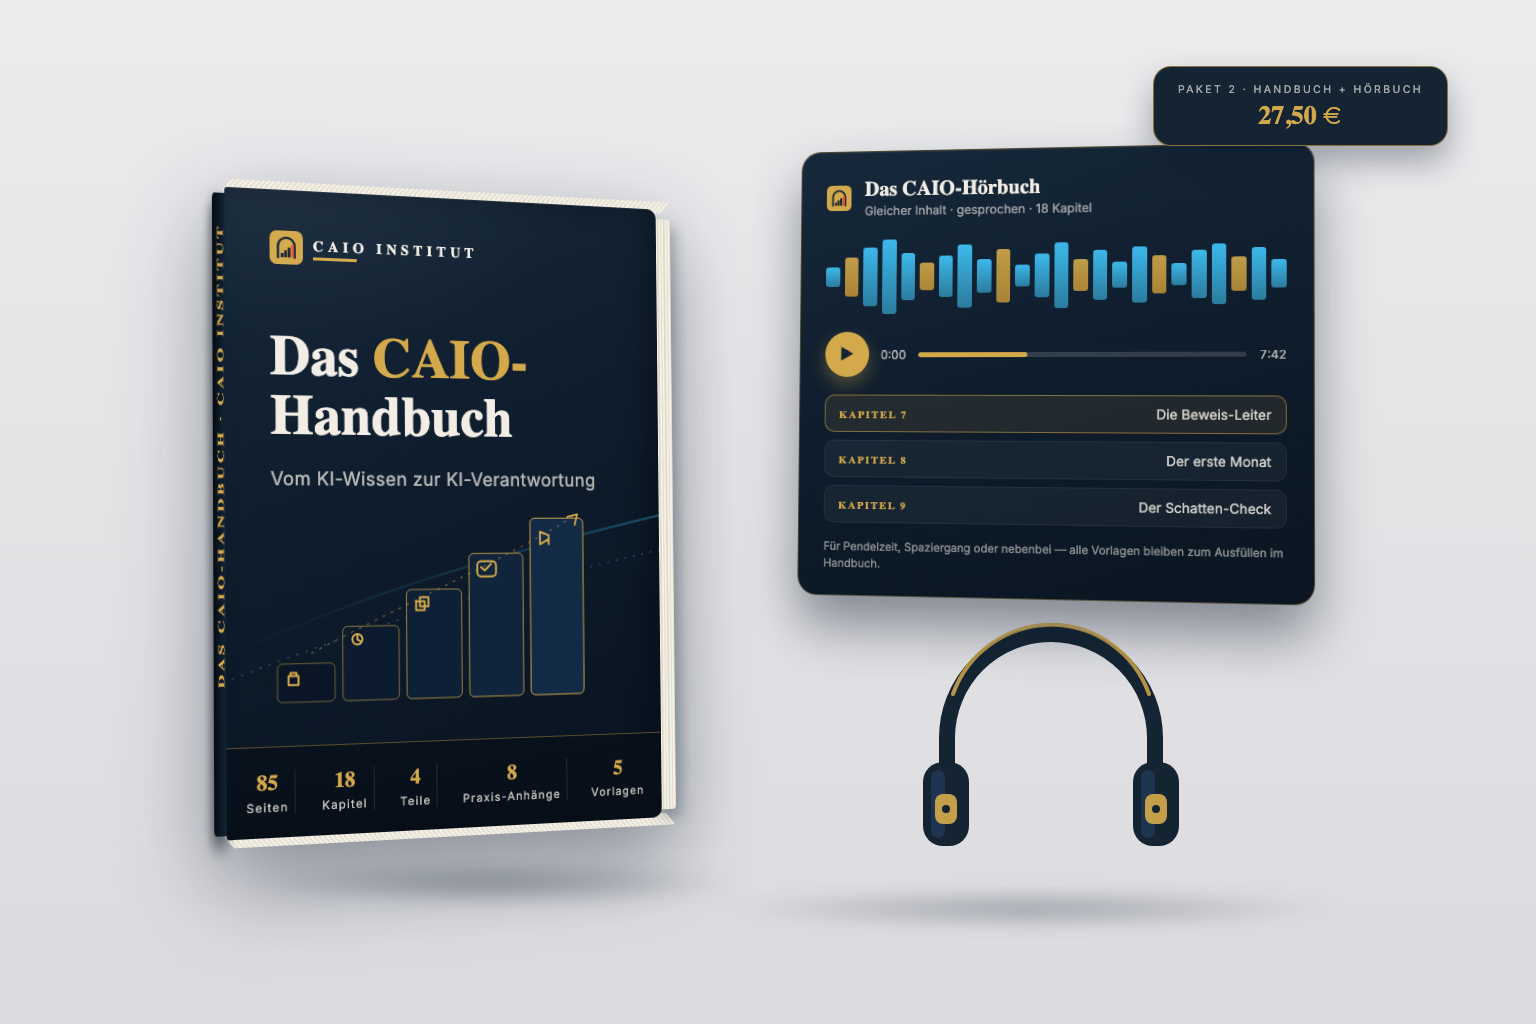 DAS CAIO-HANDBUCH · CAIO INSTITUT
CAIO INSTITUT
Das CAIO-
Handbuch
Vom KI-Wissen zur KI-Verantwortung
85
Seiten
18
Kapitel
4
Teile
8
Praxis-Anhänge
5
Vorlagen
PAKET 2 · HANDBUCH + HÖRBUCH
27,50 €
Das CAIO-Hörbuch
Gleicher Inhalt · gesprochen · 18 Kapitel
0:00
7:42
KAPITEL 7 Die Beweis-Leiter
KAPITEL 8 Der erste Monat
KAPITEL 9 Der Schatten-Check
Für Pendelzeit, Spaziergang oder nebenbei — alle Vorlagen bleiben zum Ausfüllen im
Handbuch.